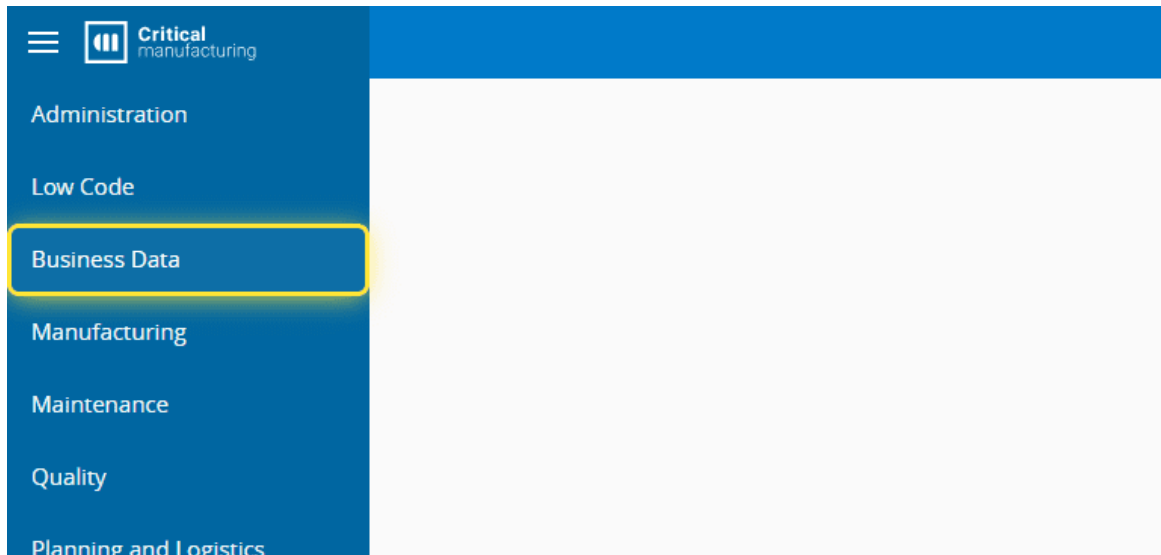 Critical
manufacturing
Administration
Low Code
Business Data
Manufacturing
Maintenance
Quality
Planning and Logistics